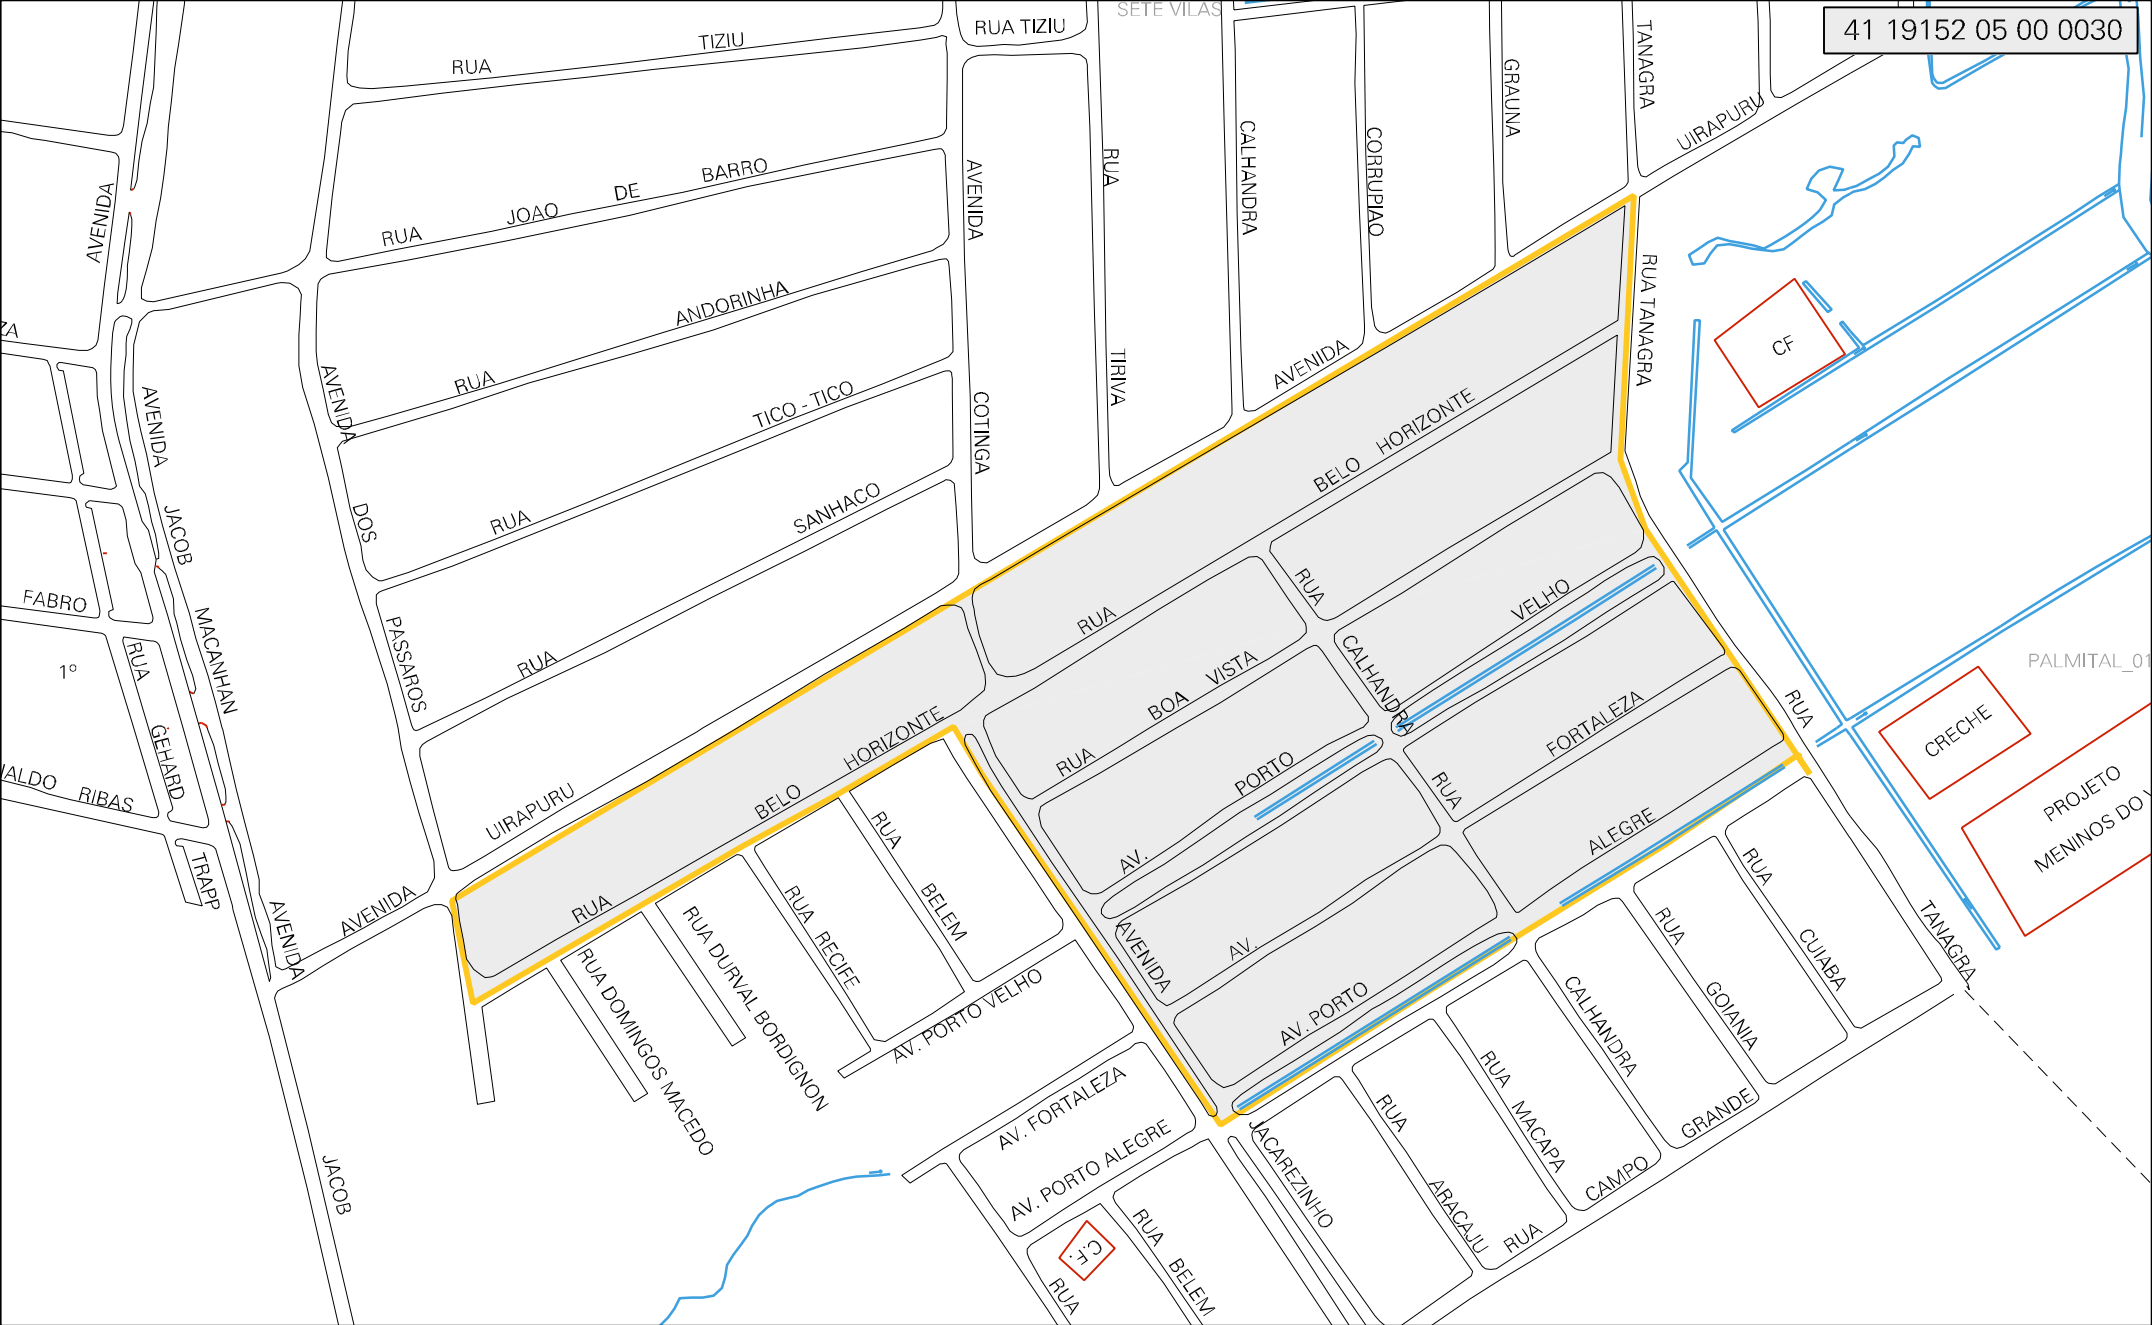 SETE VILAS
41 19152 05 00 0030
RUA TIZIU
RUA TIZIU
TANAGRA
GRAUNA
UIRAPURU
CALHANDRA
CORRUPIAO
RUA TIRIVA
AVENIDA COTINGA
RUA JOAO DE BARRO
AVENIDA
RUA ANDORINHA
RUA TICO - TICO
RUA SANHACO
AVENIDA DOS PASSAROS
AVENIDA JACOB MACANHAN
AVENIDA
JACOB
ZA
FABRO
1º
RUA GEHARD TRAPP
IALDO RIBAS
AVENIDA UIRAPURU
AVENIDA
RUA TANAGRA
CF
RUA BELO HORIZONTE
RUA BELO HORIZONTE
RUA BOA VISTA
RUA CALHANDRA
RUA
AV. PORTO VELHO
AV. FORTALEZA
AV. PORTO ALEGRE
AVENIDA JACAREZINHO
RUA TANAGRA
PALMITAL_01
CRECHE
PROJETO
MENINOS DO V
RUA BELEM
RUA RECIFE
RUA DURVAL BORDIGNON
RUA DOMINGOS MACEDO
AV. PORTO VELHO
AV. FORTALEZA
AV. PORTO ALEGRE
C.F.
RUA
RUA BELEM
RUA ARACAJU
RUA MACAPA
CALHANDRA
RUA GOIANIA
RUA CUIABA
RUA CAMPO GRANDE